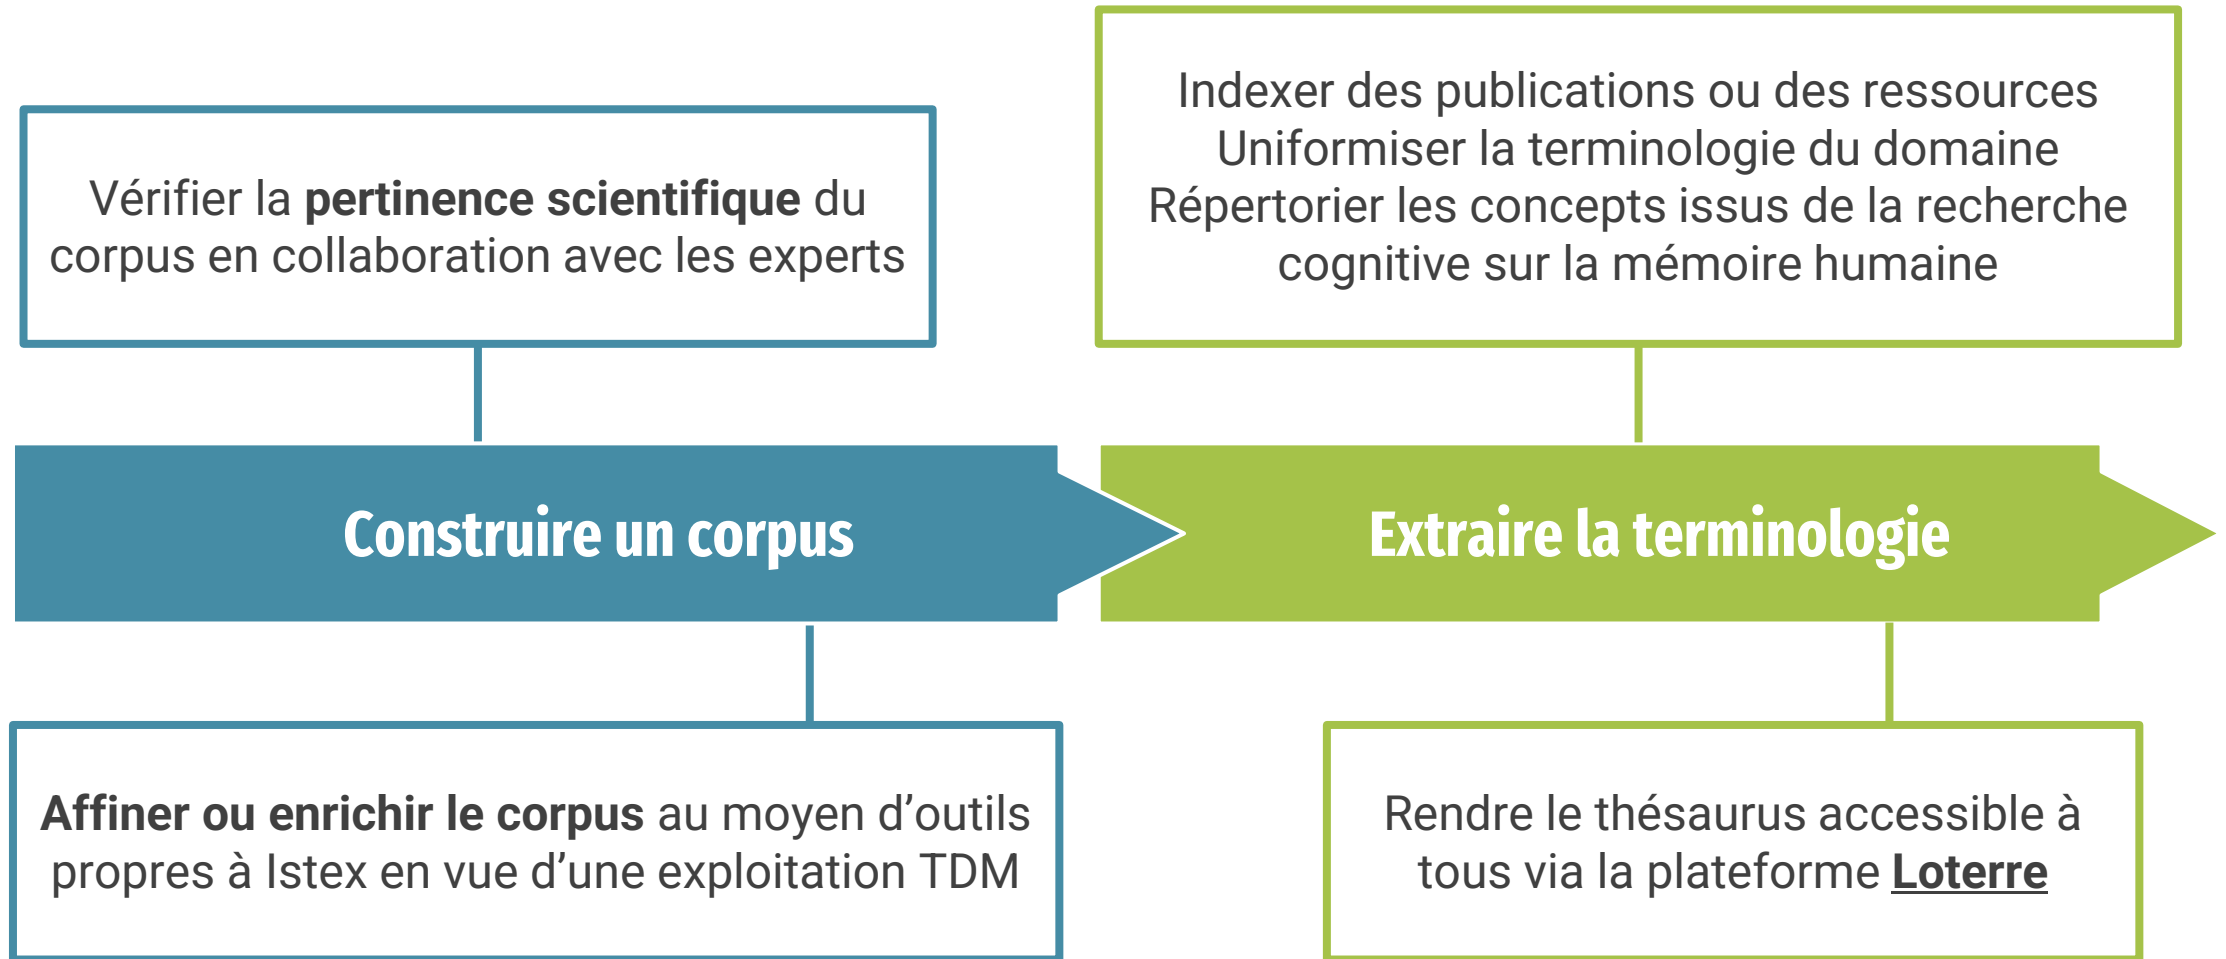 Vérifier la pertinence scientifique du
corpus en collaboration avec les experts
Indexer des publications ou des ressources
Uniformiser la terminologie du domaine
Répertorier les concepts issus de la recherche
cognitive sur la mémoire humaine
Construire un corpus
Extraire la terminologie
Affiner ou enrichir le corpus au moyen d’outils
propres à Istex en vue d’une exploitation TDM
Rendre le thésaurus accessible à
tous via la plateforme Loterre